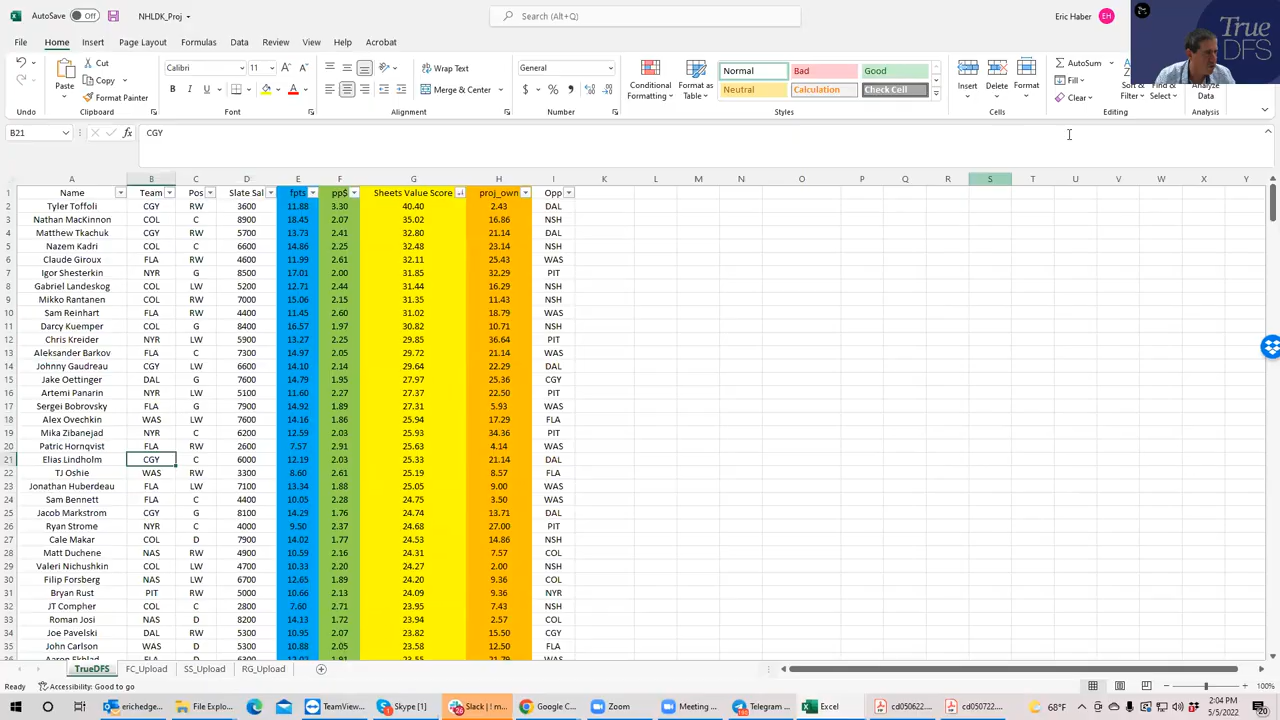 AutoSave Off NHLDK_Proj Search (Alt+Q) Eric Haber EH
True DFS
File Home Insert Page Layout Formulas Data Review View Help Acrobat
Paste Cut Copy Format Painter Calibri 11 Wrap Text Merge & Center General Conditional Formatting Format as Table Normal Bad Good Neutral Calculation Check Cell Insert Delete Format AutoSum Fill Clear Sort & Filter Find & Select Analyze Data
Undo Clipboard Font Alignment Number Styles Cells Editing Analysis
B21 fx CGY
A B C D E F G H I J K L M N O P Q R S T U V W X Y
1 Name Team Pos Slate Sal fpts pp$ Sheets Value Score proj_own Opp
2 Tyler Toffoli CGY RW 3600 11.88 3.30 40.40 2.43 DAL
3 Nathan MacKinnon COL C 8900 18.45 2.07 35.02 16.86 NSH
4 Matthew Tkachuk CGY RW 5700 13.73 2.41 32.80 21.14 DAL
5 Nazem Kadri COL C 6600 14.86 2.25 32.48 23.14 NSH
6 Claude Giroux FLA RW 4600 11.99 2.61 32.11 25.43 WAS
7 Igor Shesterkin NYR G 8500 17.01 2.00 31.85 32.29 PIT
8 Gabriel Landeskog COL LW 5200 12.71 2.44 31.44 16.29 NSH
9 Mikko Rantanen COL RW 7000 15.06 2.15 31.35 11.43 NSH
10 Sam Reinhart FLA RW 4400 11.45 2.60 31.02 18.79 WAS
11 Darcy Kuemper COL G 8400 16.57 1.97 30.82 10.71 NSH
12 Chris Kreider NYR LW 5900 13.27 2.25 29.85 36.64 PIT
13 Aleksander Barkov FLA C 7300 14.97 2.05 29.72 21.14 WAS
14 Johnny Gaudreau CGY LW 6600 14.10 2.14 29.64 22.29 DAL
15 Jake Oettinger DAL G 7600 14.79 1.95 27.97 25.36 CGY
16 Artemi Panarin NYR LW 5100 11.60 2.27 27.37 22.50 PIT
17 Sergei Bobrovsky FLA G 7900 14.92 1.89 27.31 5.93 WAS
18 Alex Ovechkin WAS LW 7600 14.16 1.86 25.94 17.29 FLA
19 Mika Zibanejad NYR C 6200 12.59 2.03 25.93 34.36 PIT
20 Patric Hornqvist FLA RW 2600 7.57 2.91 25.63 4.14 WAS
21 Elias Lindholm CGY C 6000 12.19 2.03 25.33 21.14 DAL
22 TJ Oshie WAS RW 3300 8.60 2.61 25.19 8.57 FLA
23 Jonathan Huberdeau FLA LW 7100 13.34 1.88 25.05 9.00 WAS
24 Sam Bennett FLA C 4400 10.05 2.28 24.75 3.50 WAS
25 Jacob Markstrom CGY G 8100 14.29 1.76 24.74 13.71 DAL
26 Ryan Strome NYR C 4000 9.50 2.37 24.68 27.00 PIT
27 Cale Makar COL D 7900 14.02 1.77 24.53 14.86 NSH
28 Matt Duchene NAS RW 4900 10.59 2.16 24.31 7.57 COL
29 Valeri Nichushkin COL LW 4700 10.33 2.20 24.27 2.00 NSH
30 Filip Forsberg NAS LW 6700 12.65 1.89 24.20 9.36 COL
31 Bryan Rust PIT RW 5000 10.66 2.13 24.09 9.36 NYR
32 JT Compher COL C 2800 7.60 2.71 23.95 7.43 NSH
33 Roman Josi NAS D 8200 14.13 1.72 23.94 2.57 COL
34 Joe Pavelski DAL RW 5300 10.95 2.07 23.82 15.50 CGY
35 John Carlson WAS D 5300 10.88 2.05 23.58 12.50 FLA
36 Aaron Ekblad FLA D 1.91 23.55 21.79 WAS
TrueDFS FC_Upload SS_Upload RG_Upload
Ready Accessibility: Good to go 100%
erichedge... File Explo... TeamView... Skype [1] Slack | ! m... Google C... Zoom Meeting ... Telegram ... Excel cd050622... cd050722... 68°F 2:04 PM
5/5/2022 20